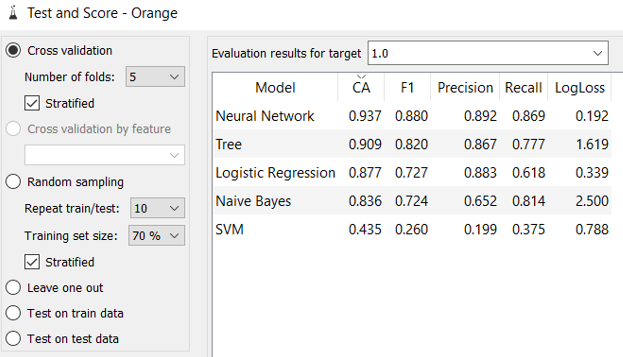 Test and Score - Orange
Cross validation
Number of folds: 5
Stratified
Cross validation by feature
Random sampling
Repeat train/test: 10
Training set size: 70 %
Stratified
Leave one out
Test on train data
Test on test data
Evaluation results for target 1.0
Model CA F1 Precision Recall LogLoss
Neural Network 0.937 0.880 0.892 0.869 0.192
Tree 0.909 0.820 0.867 0.777 1.619
Logistic Regression 0.877 0.727 0.883 0.618 0.339
Naive Bayes 0.836 0.724 0.652 0.814 2.500
SVM 0.435 0.260 0.199 0.375 0.788